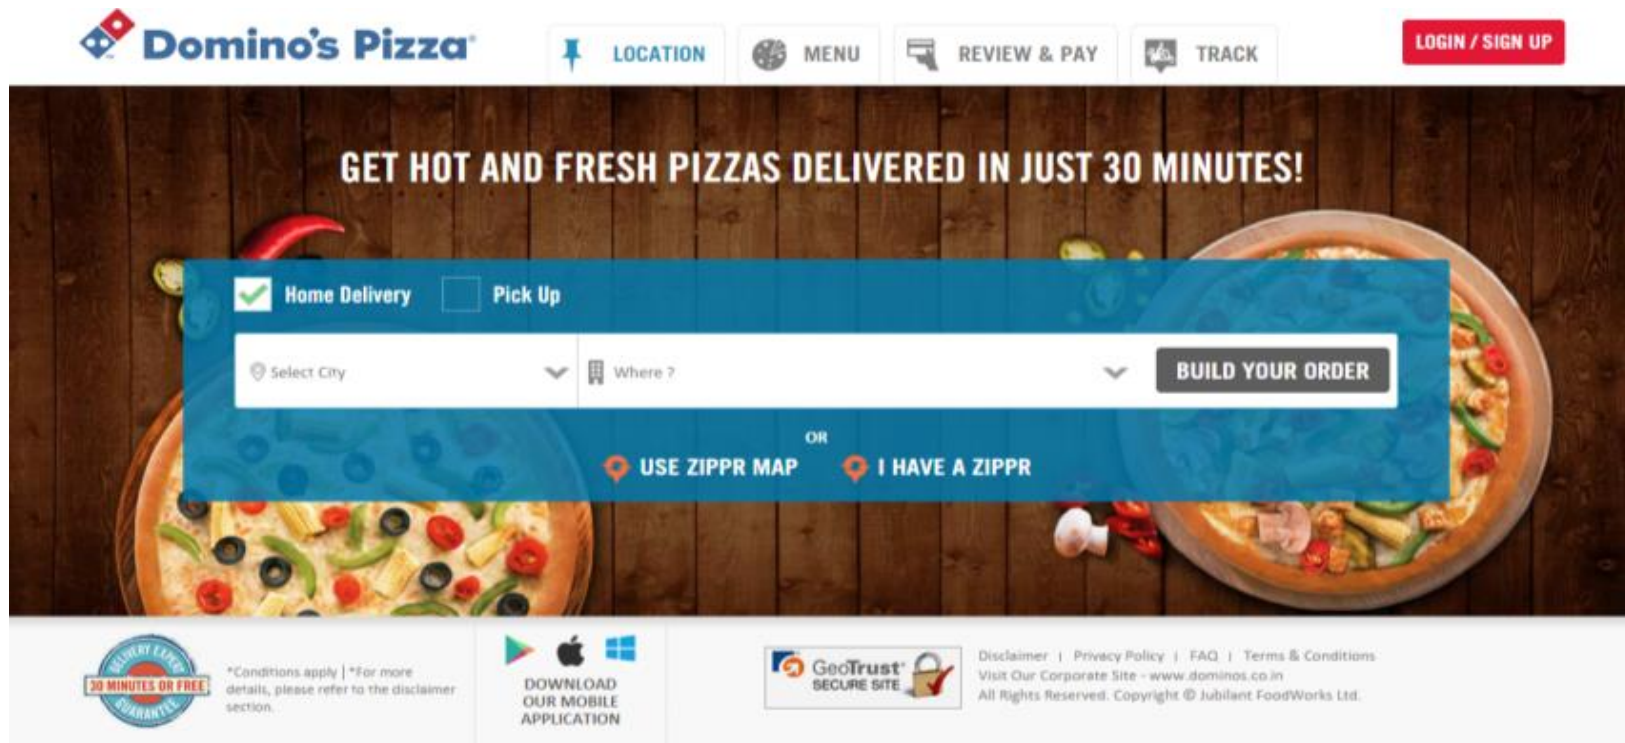 Domino's Pizza
LOCATION
MENU
REVIEW & PAY
TRACK
LOGIN / SIGN UP
GET HOT AND FRESH PIZZAS DELIVERED IN JUST 30 MINUTES!
Home Delivery
Pick Up
Select City
Where ?
BUILD YOUR ORDER
OR
USE ZIPPR MAP
I HAVE A ZIPPR
DELIVERY EXPERT
30 MINUTES OR FREE
GUARANTEE
*Conditions apply | *For more
details, please refer to the disclaimer
section.
DOWNLOAD
OUR MOBILE
APPLICATION
GeoTrust
SECURE SITE
Disclaimer | Privacy Policy | FAQ | Terms & Conditions
Visit Our Corporate Site - www.dominos.co.in
All Rights Reserved. Copyright © Jubilant FoodWorks Ltd.